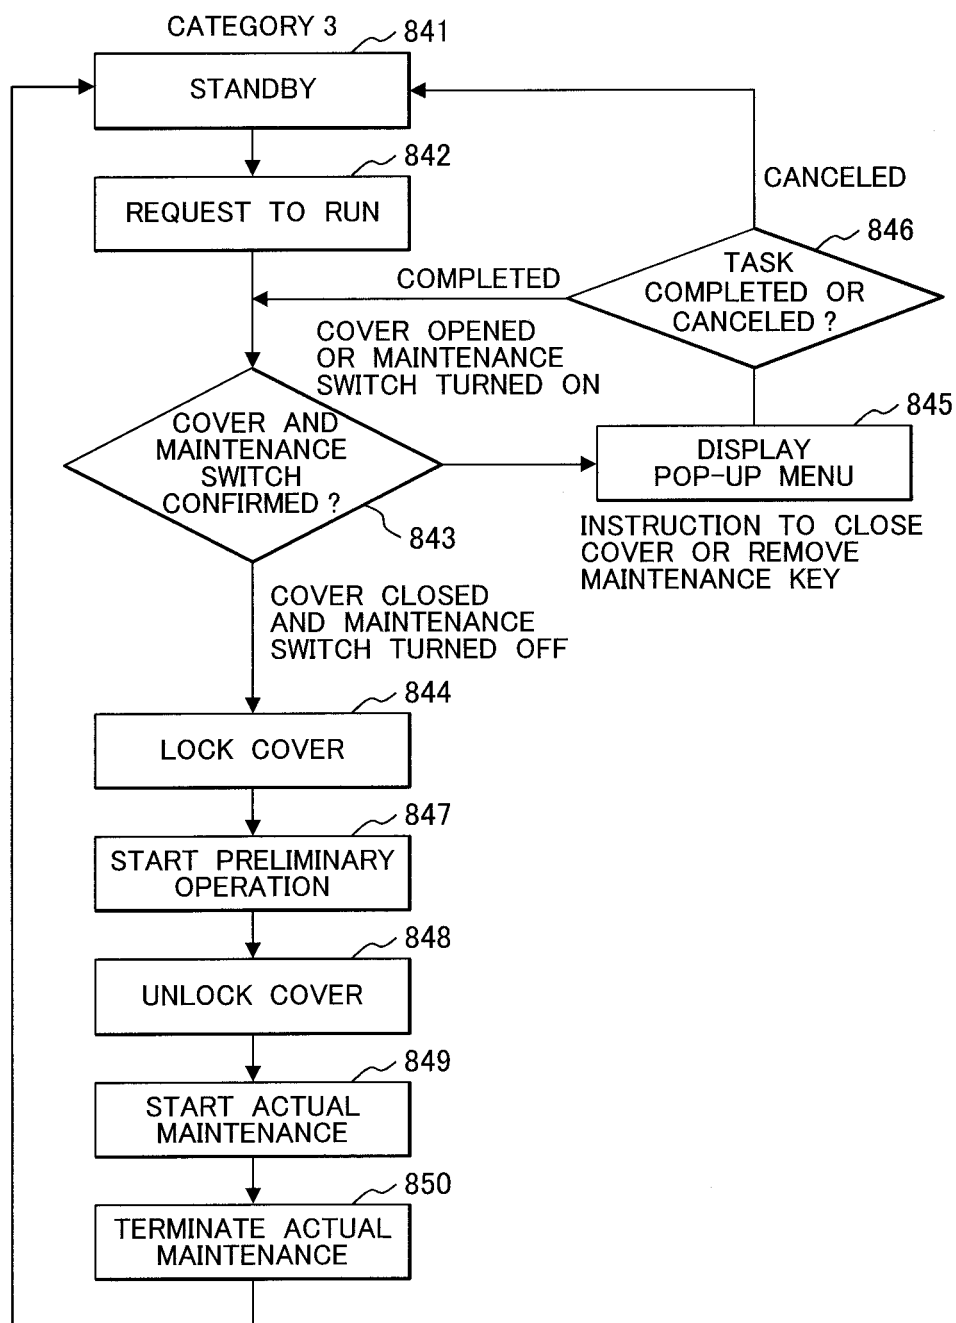 CATEGORY 3
841
STANDBY
842
REQUEST TO RUN
CANCELED
846
TASK
COMPLETED OR
CANCELED ?
COMPLETED
COVER OPENED
OR MAINTENANCE
SWITCH TURNED ON
COVER AND
MAINTENANCE
SWITCH
CONFIRMED ?
843
845
DISPLAY
POP-UP MENU
INSTRUCTION TO CLOSE
COVER OR REMOVE
MAINTENANCE KEY
COVER CLOSED
AND MAINTENANCE
SWITCH TURNED OFF
844
LOCK COVER
847
START PRELIMINARY
OPERATION
848
UNLOCK COVER
849
START ACTUAL
MAINTENANCE
850
TERMINATE ACTUAL
MAINTENANCE